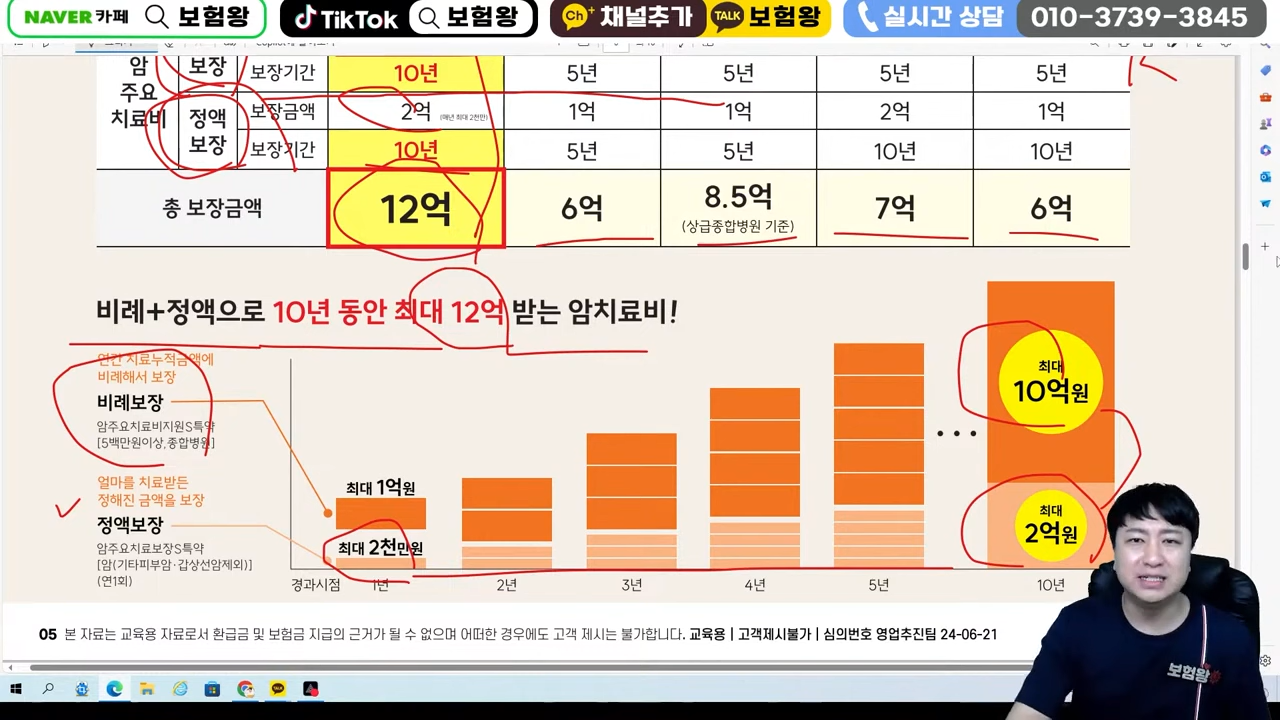 NAVER 카페 보험왕 TikTok 보험왕 Ch+ 채널추가 TALK 보험왕 실시간 상담 010-3739-3845
암 주요 치료비
보장 보장기간 10년 5년 5년 5년 5년
정액 보장 보장금액 2억 (매년 최대 2천만) 1억 1억 2억 1억
보장기간 10년 5년 5년 10년 10년
총 보장금액 12억 6억 8.5억 7억 6억
(상급종합병원 기준)
비례+정액으로 10년 동안 최대 12억 받는 암치료비!
연간 치료누적금액에
비례해서 보장
비례보장
암주요치료비지원S특약
[5백만원이상,종합병원]
얼마를 치료받든
정해진 금액을 보장
정액보장
암주요치료보장S특약
[암(기타피부암·갑상선암제외)]
(연1회)
최대 1억원
최대 2천만원
최대
10억원
최대
2억원
경과시점 1년 2년 3년 4년 5년 10년
05 본 자료는 교육용 자료로서 환급금 및 보험금 지급의 근거가 될 수 없으며 어떠한 경우에도 고객 제시는 불가합니다. 교육용 | 고객제시불가 | 심의번호 영업추진팀 24-06-21
보험왕